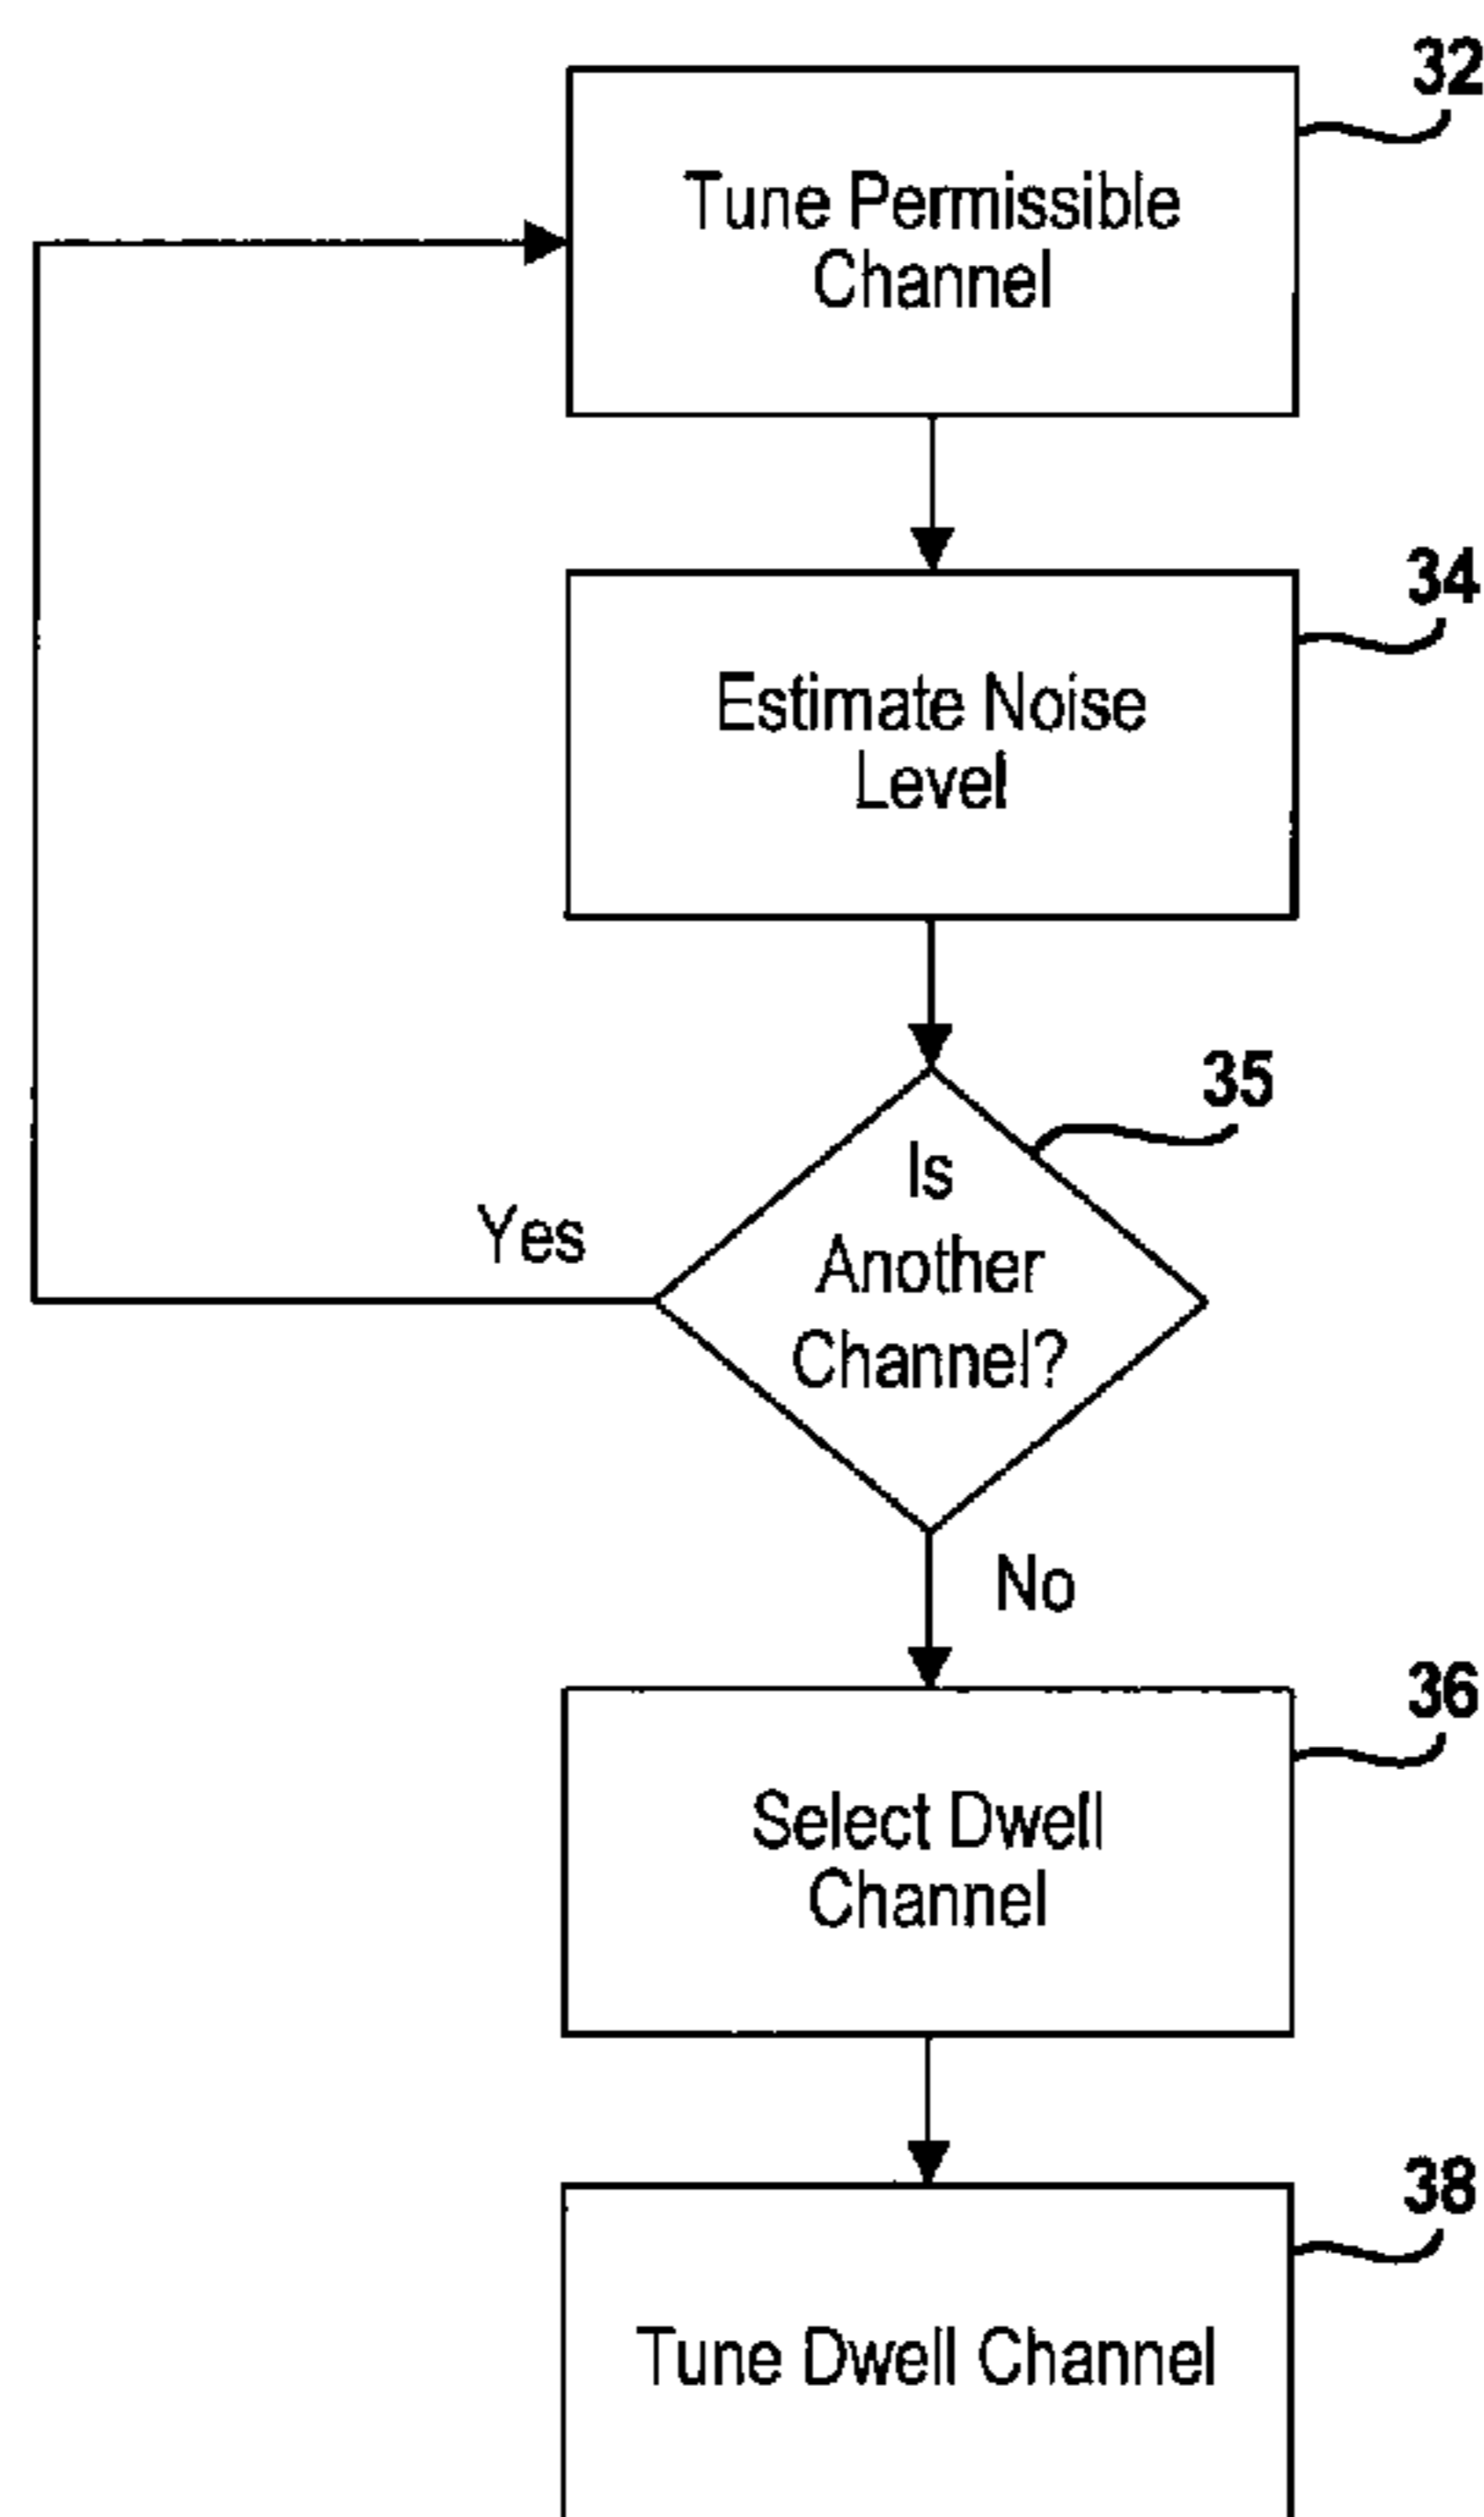 32
Tune Permissible
Channel
34
Estimate Noise
Level
35
Is
Another
Channel?
Yes
No
36
Select Dwell
Channel
38
Tune Dwell Channel